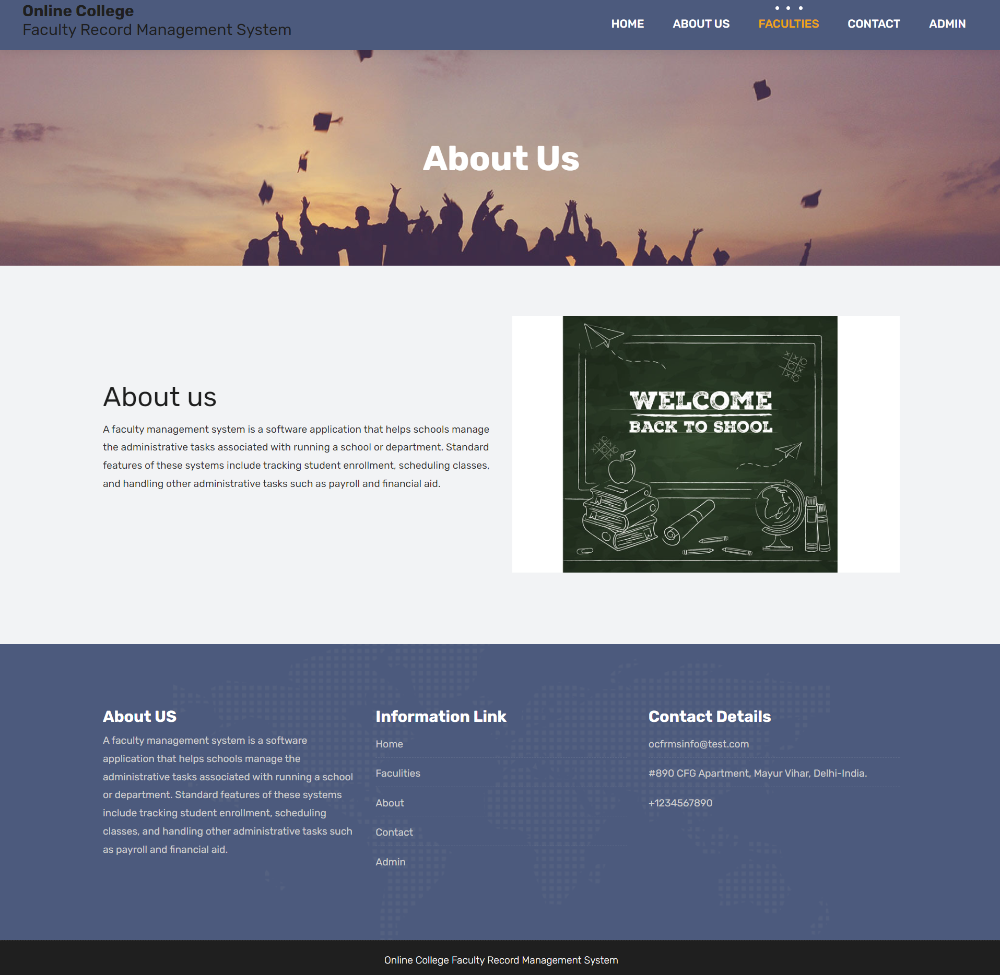 Online College
Faculty Record Management System
HOME ABOUT US FACULTIES CONTACT ADMIN
About Us
About us
A faculty management system is a software application that helps schools manage
the administrative tasks associated with running a school or department. Standard
features of these systems include tracking student enrollment, scheduling classes,
and handling other administrative tasks such as payroll and financial aid.
WELCOME
BACK TO SHOOL
About US
A faculty management system is a software
application that helps schools manage the
administrative tasks associated with running a school
or department. Standard features of these systems
include tracking student enrollment, scheduling
classes, and handling other administrative tasks such
as payroll and financial aid.
Information Link
Home
Faculities
About
Contact
Admin
Contact Details
ocfrmsinfo@test.com
#890 CFG Apartment, Mayur Vihar, Delhi-India.
+1234567890
Online College Faculty Record Management System